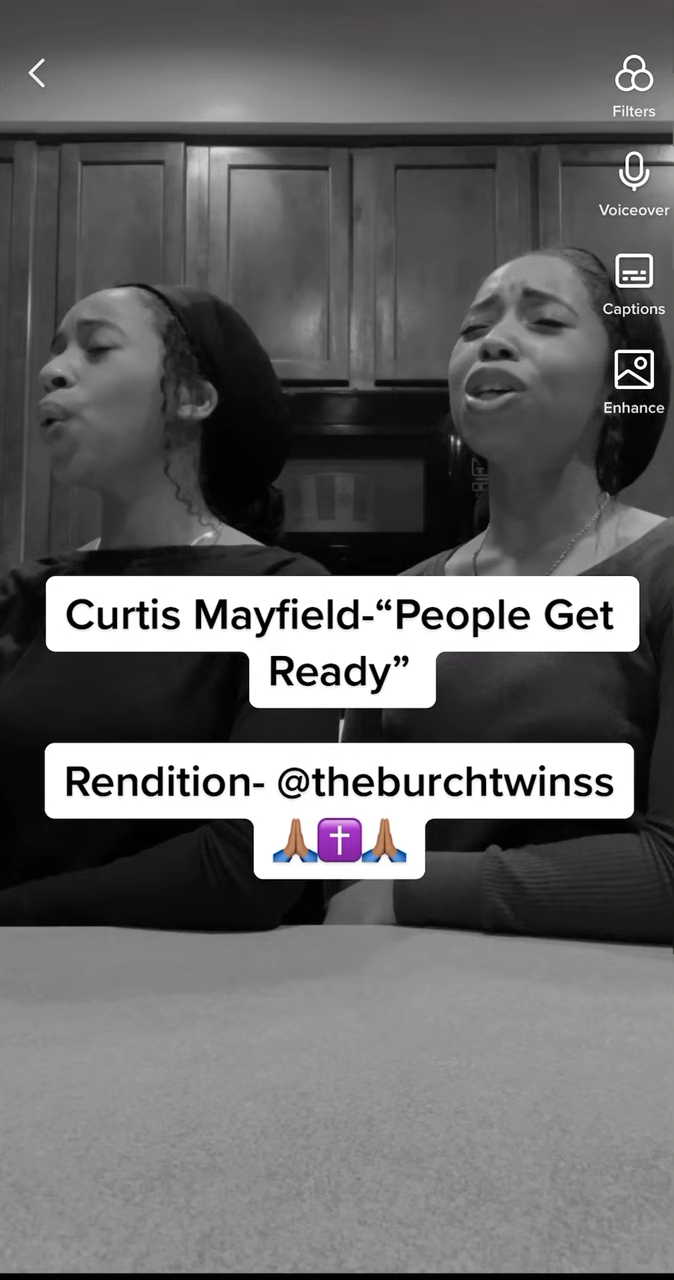 Filters
Voiceover
Captions
Enhance
Curtis Mayfield-“People Get
Ready”
Rendition- @theburchtwinss
🙏🏽✝️🙏🏽